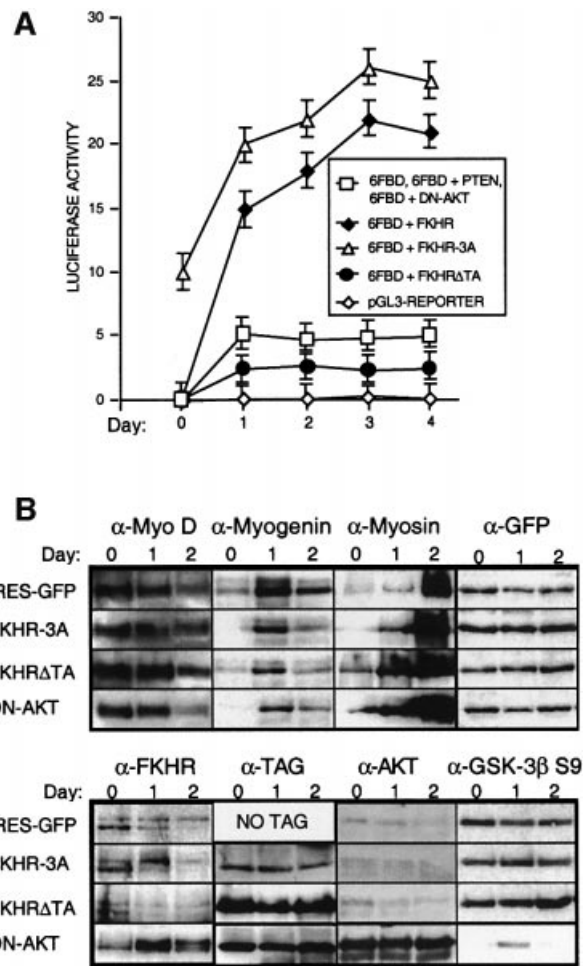 A
30
25
20
15
10
5
0
LUCIFERASE ACTIVITY
6FBD, 6FBD + PTEN,
6FBD + DN-AKT
6FBD + FKHR
6FBD + FKHR-3A
6FBD + FKHRΔTA
pGL3-REPORTER
Day: 0 1 2 3 4
B
α-Myo D α-Myogenin α-Myosin α-GFP
Day: 0 1 2 0 1 2 0 1 2 0 1 2
RES-GFP
KHR-3A
KHRΔTA
DN-AKT
α-FKHR α-TAG α-AKT α-GSK-3β S9
Day: 0 1 2 0 1 2 0 1 2 0 1 2
RES-GFP NO TAG
KHR-3A
KHRΔTA
DN-AKT